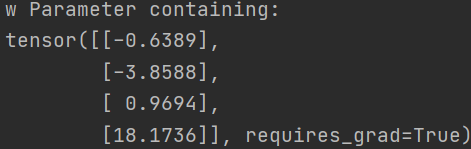 w Parameter containing:
tensor([[-0.6389],
        [-3.8588],
        [ 0.9694],
        [18.1736]], requires_grad=True)